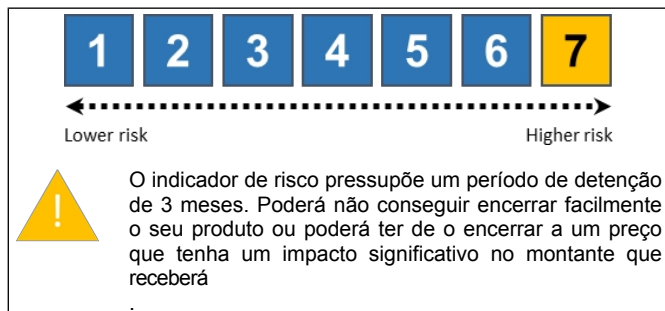 1 2 3 4 5 6 7
Lower risk Higher risk
!
O indicador de risco pressupõe um período de detenção
de 3 meses. Poderá não conseguir encerrar facilmente
o seu produto ou poderá ter de o encerrar a um preço
que tenha um impacto significativo no montante que
receberá
.